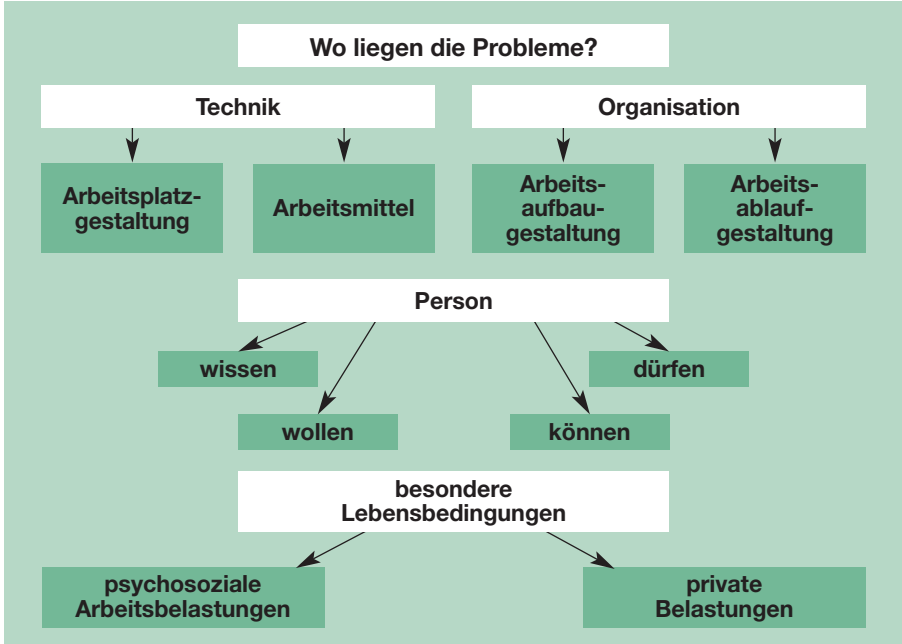 Wo liegen die Probleme?
Technik
Organisation
Arbeitsplatz-
gestaltung
Arbeitsmittel
Arbeits-
aufbau-
gestaltung
Arbeits-
ablauf-
gestaltung
Person
wissen
dürfen
wollen
können
besondere
Lebensbedingungen
psychosoziale
Arbeitsbelastungen
private
Belastungen